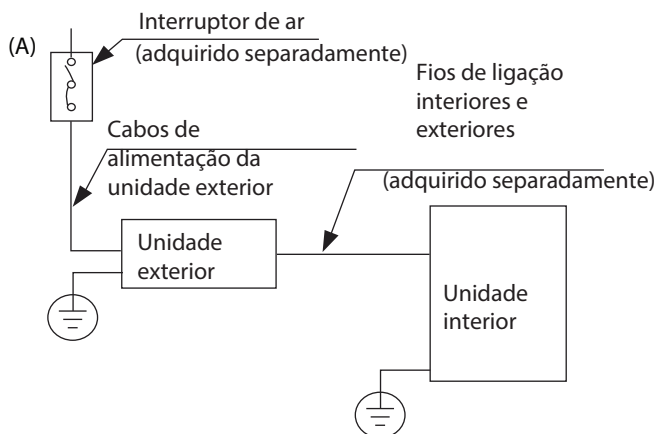 (A)
Interruptor de ar
(adquirido separadamente)
Fios de ligação
interiores e
exteriores
(adquirido separadamente)
Cabos de
alimentação da
unidade exterior
Unidade
exterior
Unidade
interior